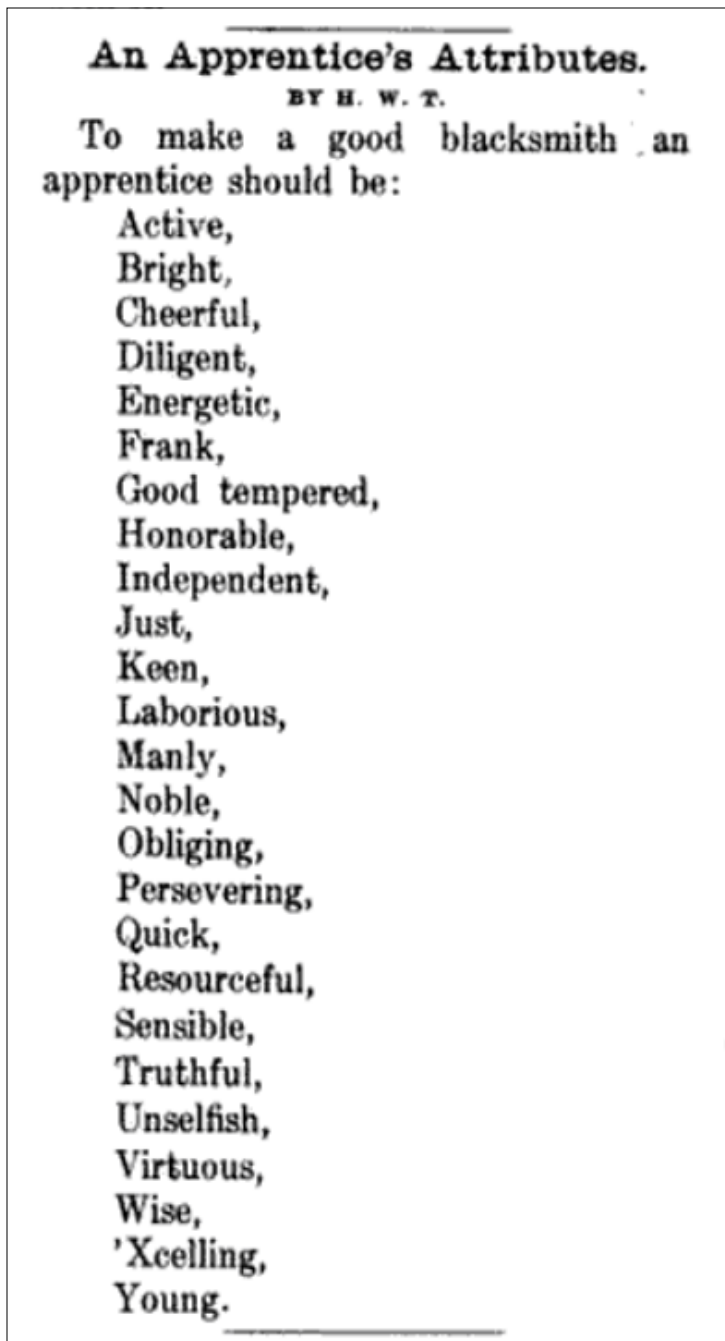 An Apprentice's Attributes.
BY H. W. T.
To make a good blacksmith an
apprentice should be:
Active,
Bright,
Cheerful,
Diligent,
Energetic,
Frank,
Good tempered,
Honorable,
Independent,
Just,
Keen,
Laborious,
Manly,
Noble,
Obliging,
Persevering,
Quick,
Resourceful,
Sensible,
Truthful,
Unselfish,
Virtuous,
Wise,
'Xcelling,
Young.